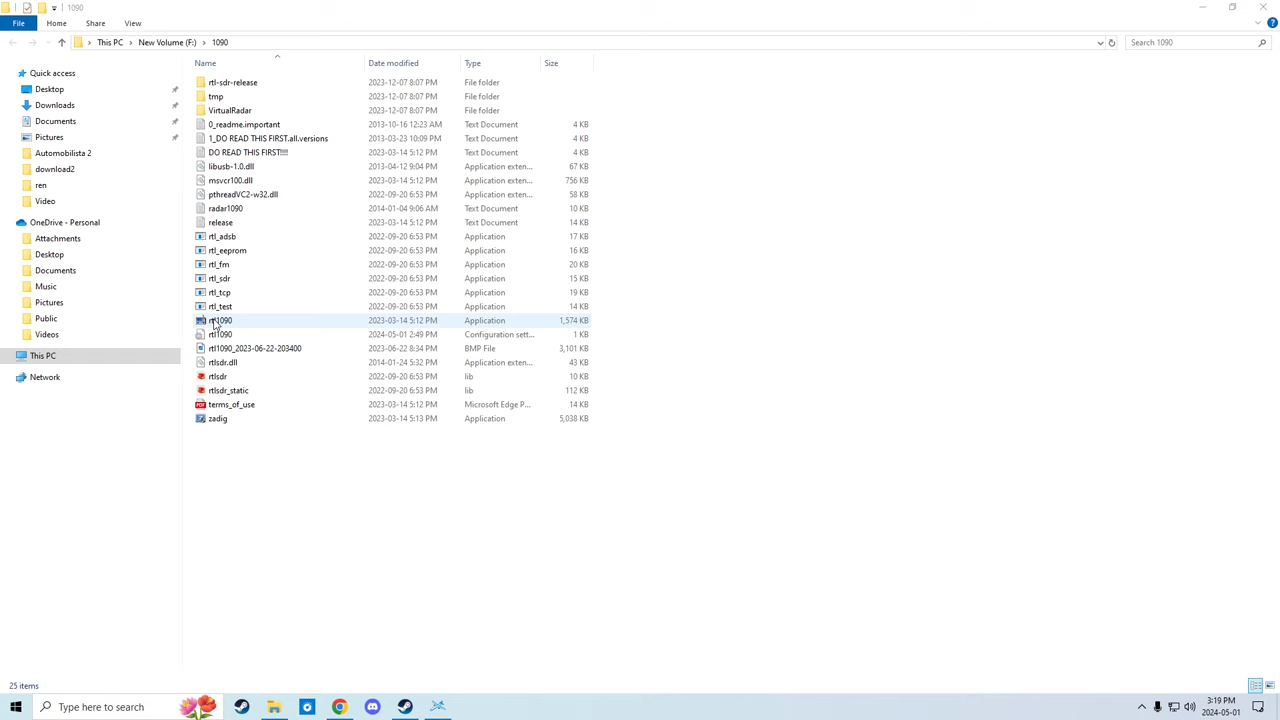 1090
File Home Share View
This PC New Volume (F:) 1090 Search 1090
Name Date modified Type Size
Quick access
Desktop
Downloads
Documents
Pictures
Automobilista 2
download2
ren
Video
OneDrive - Personal
Attachments
Desktop
Documents
Music
Pictures
Public
Videos
This PC
Network
rtl-sdr-release 2023-12-07 8:07 PM File folder
tmp 2023-12-07 8:07 PM File folder
VirtualRadar 2023-12-07 8:07 PM File folder
0_readme.important 2013-10-16 12:23 AM Text Document 4 KB
1_DO READ THIS FIRST.all.versions 2013-03-23 10:09 PM Text Document 4 KB
DO READ THIS FIRST!!!! 2023-03-14 5:12 PM Text Document 4 KB
libusb-1.0.dll 2013-04-12 9:04 PM Application exten... 67 KB
msvcr100.dll 2023-03-14 5:12 PM Application exten... 756 KB
pthreadVC2-w32.dll 2022-09-20 6:53 PM Application exten... 58 KB
radar1090 2014-01-04 9:06 AM Text Document 10 KB
release 2023-03-14 5:12 PM Text Document 14 KB
rtl_adsb 2022-09-20 6:53 PM Application 17 KB
rtl_eeprom 2022-09-20 6:53 PM Application 16 KB
rtl_fm 2022-09-20 6:53 PM Application 20 KB
rtl_sdr 2022-09-20 6:53 PM Application 15 KB
rtl_tcp 2022-09-20 6:53 PM Application 19 KB
rtl_test 2022-09-20 6:53 PM Application 14 KB
rtl1090 2023-03-14 5:12 PM Application 1,574 KB
rtl1090 2024-05-01 2:49 PM Configuration sett... 1 KB
rtl1090_2023-06-22-203400 2023-06-22 8:34 PM BMP File 3,101 KB
rtlsdr.dll 2014-01-24 5:32 PM Application exten... 43 KB
rtlsdr 2022-09-20 6:53 PM lib 10 KB
rtlsdr_static 2022-09-20 6:53 PM lib 112 KB
terms_of_use 2023-03-14 5:12 PM Microsoft Edge P... 14 KB
zadig 2023-03-14 5:13 PM Application 5,038 KB
25 items
Type here to search
3:19 PM
2024-05-01